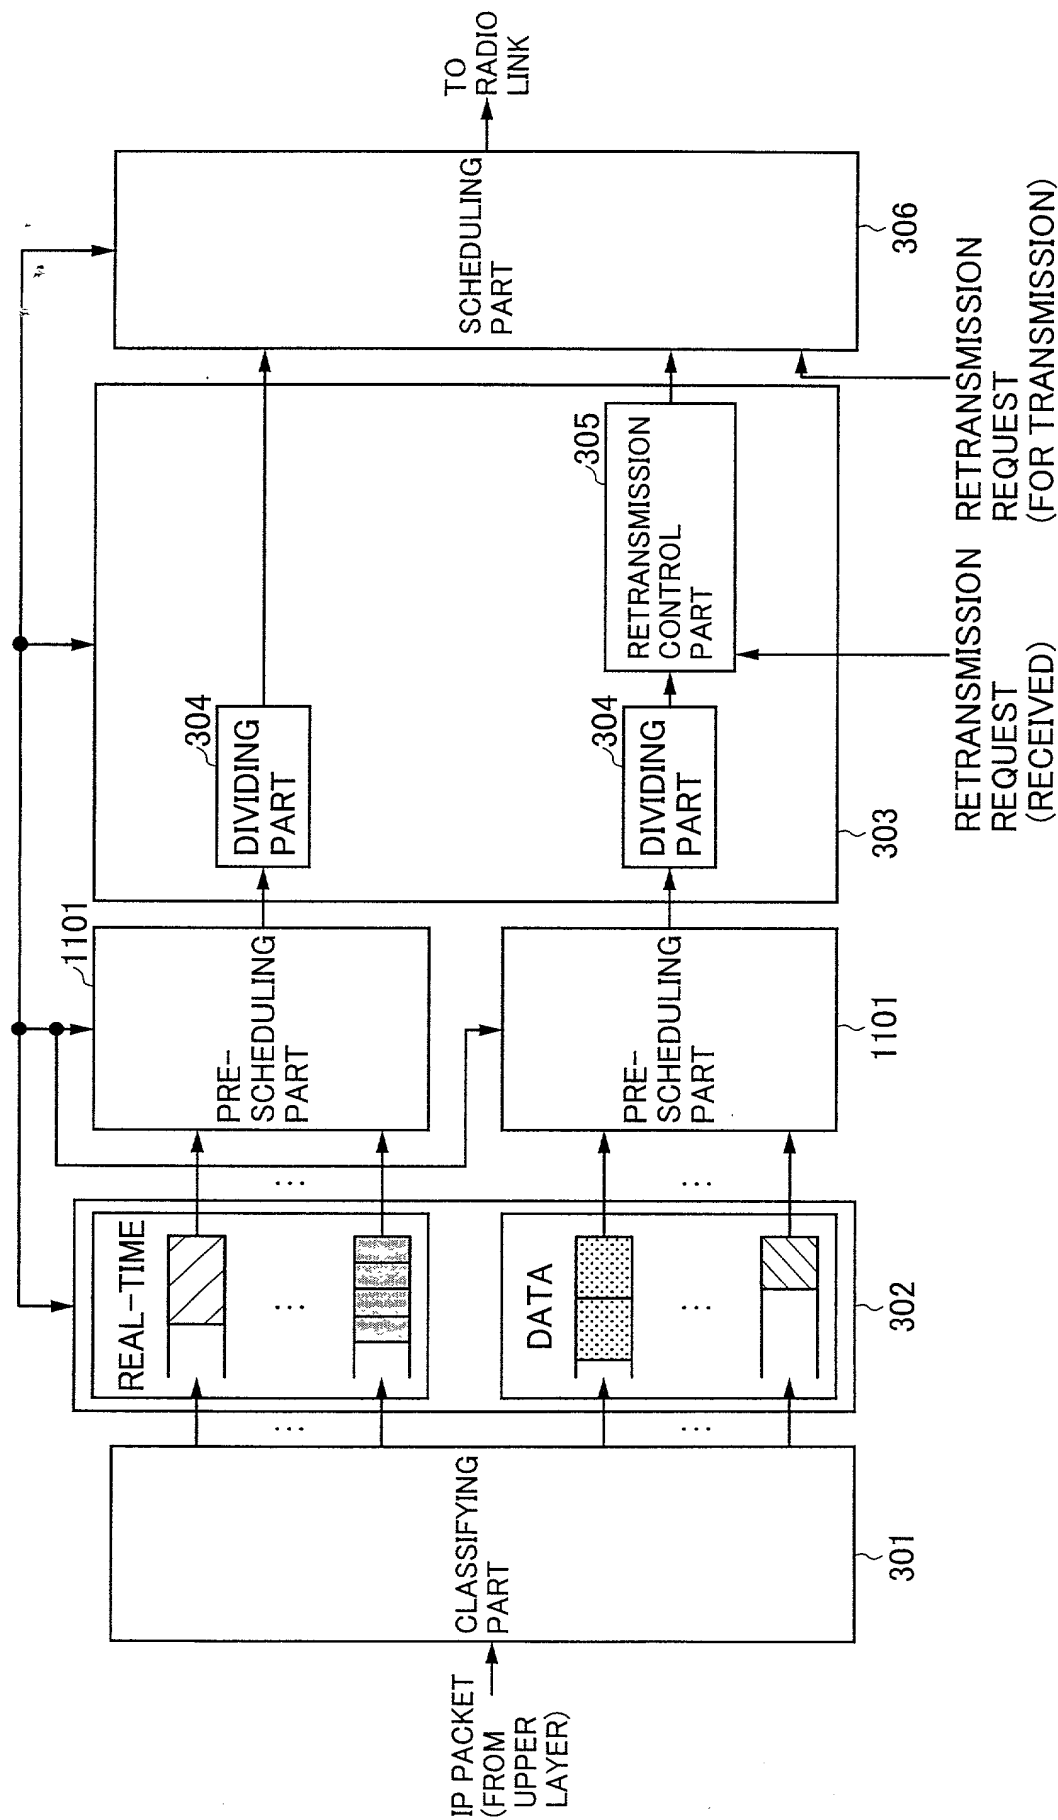 IP PACKET
(FROM
UPPER
LAYER)
CLASSIFYING
PART
301
REAL-TIME
...
...
DATA
...
...
302
...
...
PRE-
SCHEDULING
PART
1101
PRE-
SCHEDULING
PART
1101
DIVIDING
PART
304
DIVIDING
PART
304
RETRANSMISSION
CONTROL
PART
305
303
RETRANSMISSION
REQUEST
(RECEIVED)
RETRANSMISSION
REQUEST
(FOR TRANSMISSION)
SCHEDULING
PART
306
TO
RADIO
LINK